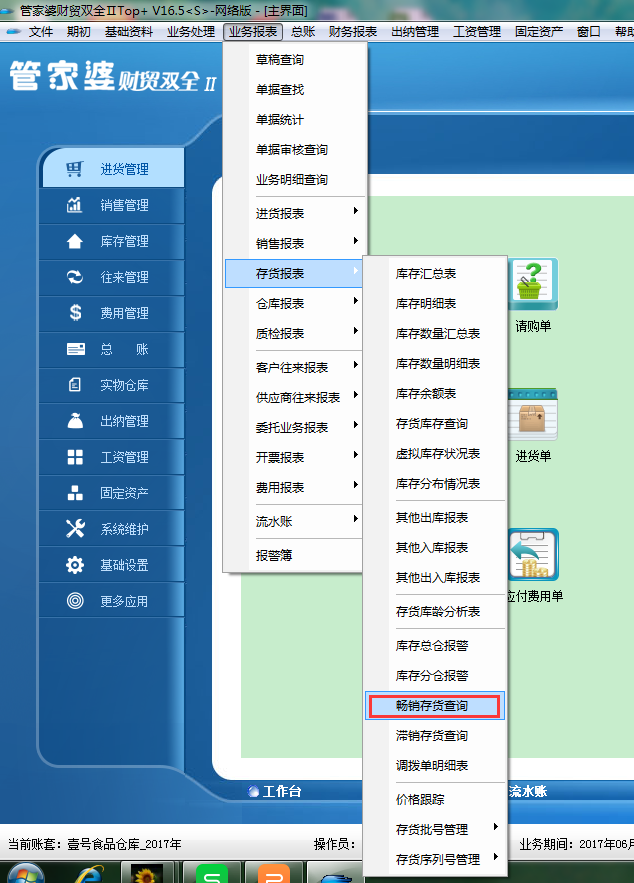 管家婆财贸双全IITop+ V16.5<S>-网络版 - [主界面]
文件 期初 基础资料 业务处理 业务报表 总账 财务报表 出纳管理 工资管理 固定资产 窗口 帮助
管家婆财贸双全 II
进货管理
销售管理
库存管理
往来管理
费用管理
总 账
实物仓库
出纳管理
工资管理
固定资产
系统维护
基础设置
更多应用
草稿查询
单据查找
单据统计
单据审核查询
业务明细查询
进货报表
销售报表
存货报表
仓库报表
质检报表
客户往来报表
供应商往来报表
委托业务报表
开票报表
费用报表
流水账
报警簿
库存汇总表
库存明细表
库存数量汇总表
库存数量明细表
库存余额表
存货库存查询
虚拟库存状况表
库存分布情况表
其他出库报表
其他入库报表
其他出入库报表
存货库龄分析表
库存总仓报警
库存分仓报警
畅销存货查询
滞销存货查询
调拨单明细表
价格跟踪
存货批号管理
存货序列号管理
请购单
进货单
应付费用单
工作台
流水账
当前账套: 壹号食品仓库_2017年 操作员: 业务期间: 2017年06月